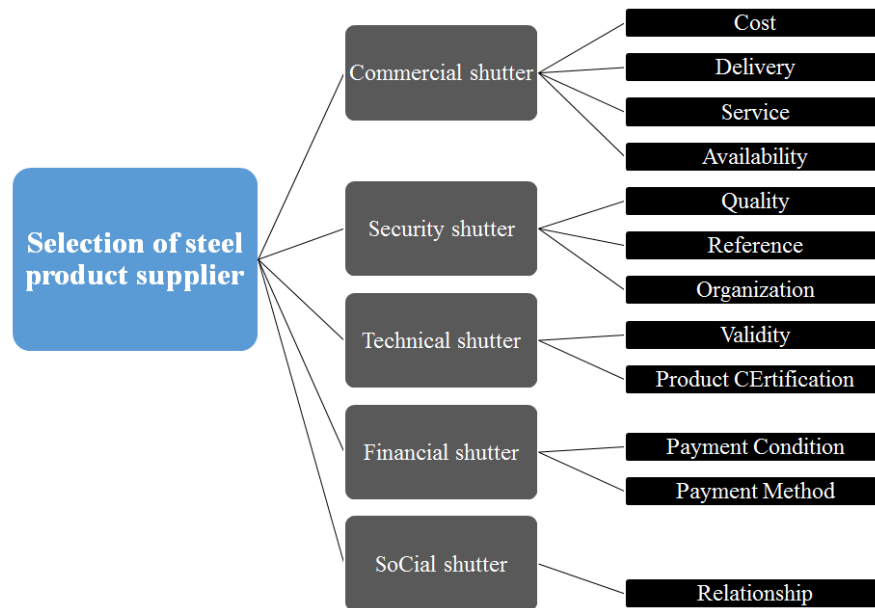 Selection of steel
product supplier
Commercial shutter
Cost
Delivery
Service
Availability
Security shutter
Quality
Reference
Organization
Technical shutter
Validity
Product CErtification
Financial shutter
Payment Condition
Payment Method
SoCial shutter
Relationship